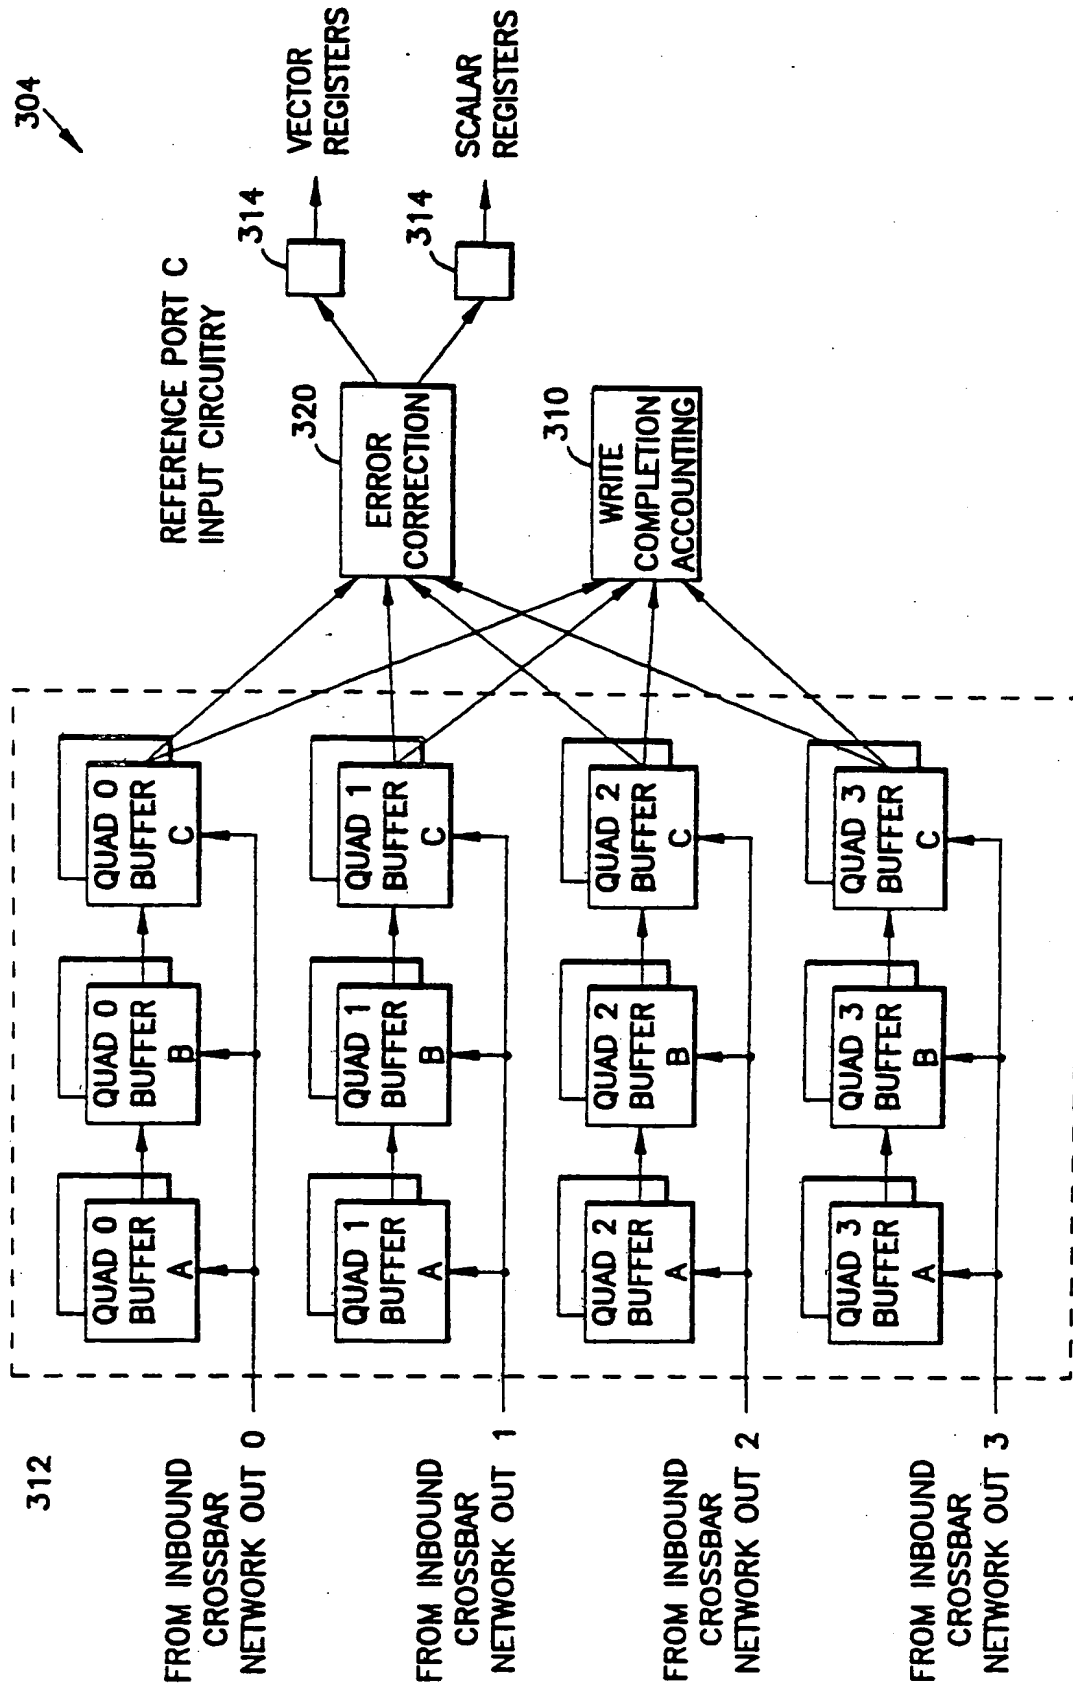 304
REFERENCE PORT C
INPUT CIRCUITRY
312
FROM INBOUND
CROSSBAR
NETWORK OUT 0
QUAD 0
BUFFER
A
QUAD 0
BUFFER
B
QUAD 0
BUFFER
C
FROM INBOUND
CROSSBAR
NETWORK OUT 1
QUAD 1
BUFFER
A
QUAD 1
BUFFER
B
QUAD 1
BUFFER
C
FROM INBOUND
CROSSBAR
NETWORK OUT 2
QUAD 2
BUFFER
A
QUAD 2
BUFFER
B
QUAD 2
BUFFER
C
FROM INBOUND
CROSSBAR
NETWORK OUT 3
QUAD 3
BUFFER
A
QUAD 3
BUFFER
B
QUAD 3
BUFFER
C
320
ERROR
CORRECTION
310
WRITE
COMPLETION
ACCOUNTING
314
VECTOR
REGISTERS
314
SCALAR
REGISTERS